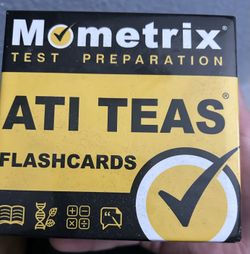 Mometrix®
TEST PREPARATION
ATI TEAS®
FLASHCARDS